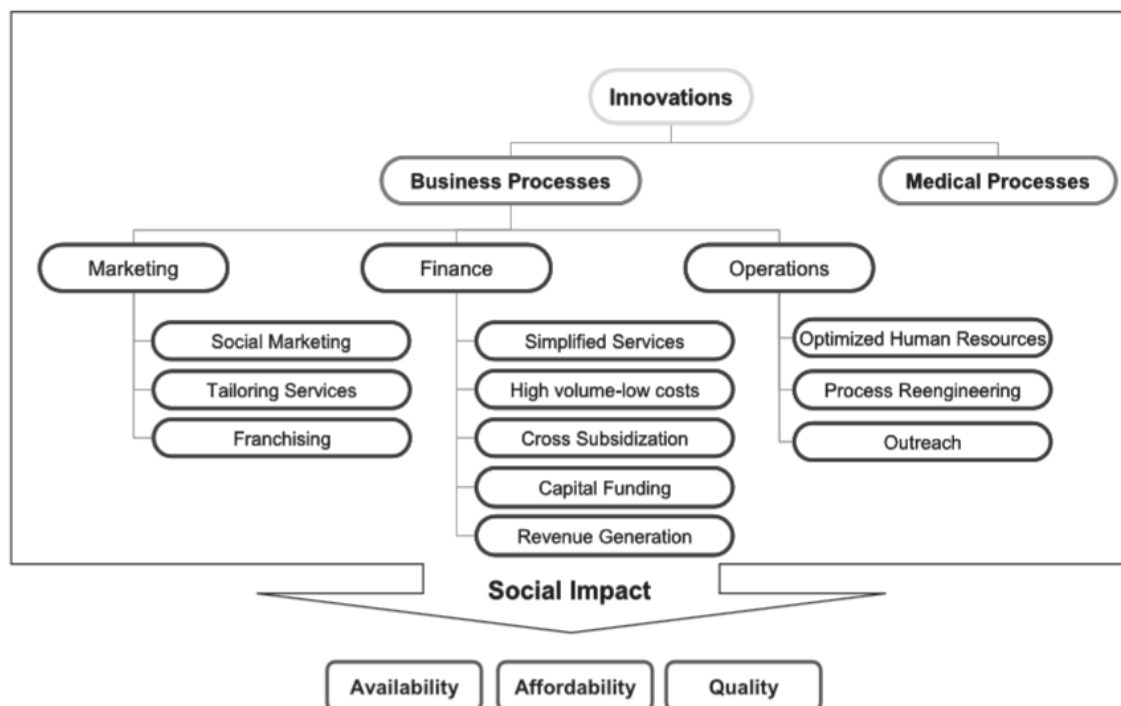 Innovations
Business Processes
Medical Processes
Marketing
Finance
Operations
Social Marketing
Tailoring Services
Franchising
Simplified Services
High volume-low costs
Cross Subsidization
Capital Funding
Revenue Generation
Optimized Human Resources
Process Reengineering
Outreach
Social Impact
Availability
Affordability
Quality